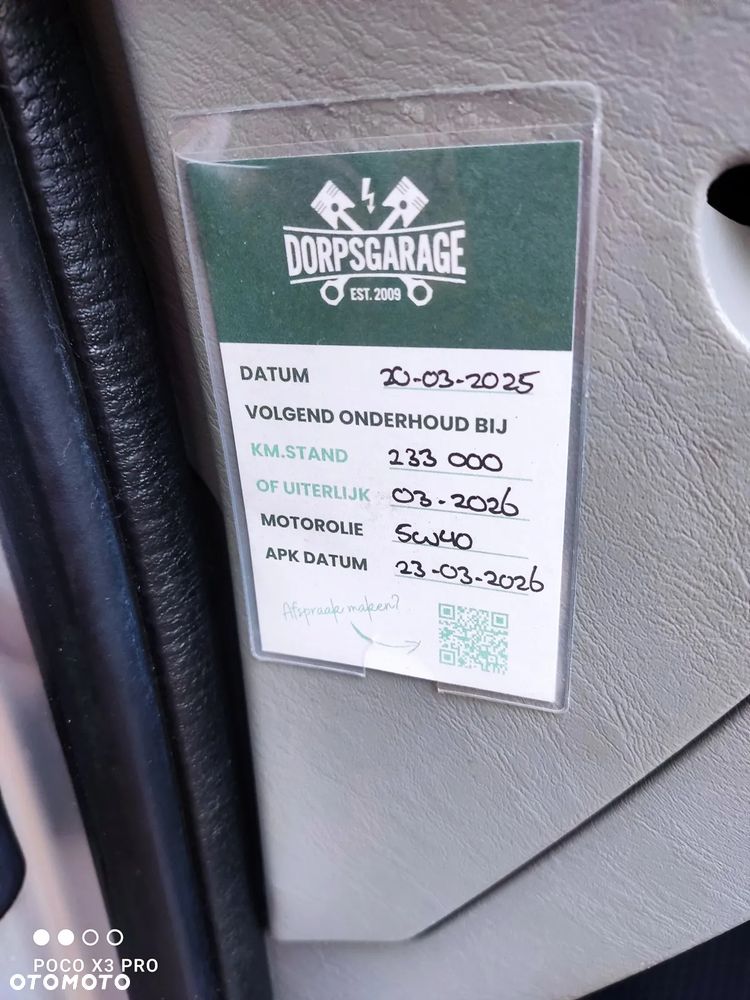 DORPSGARAGE
EST. 2009
DATUM 20-03-2025
VOLGEND ONDERHOUD BIJ
KM.STAND 233 000
OF UITERLIJK 03-2026
MOTOROLIE 5W40
APK DATUM 23-03-2026
Afspraak maken?
POCO X3 PRO
OTOMOTO